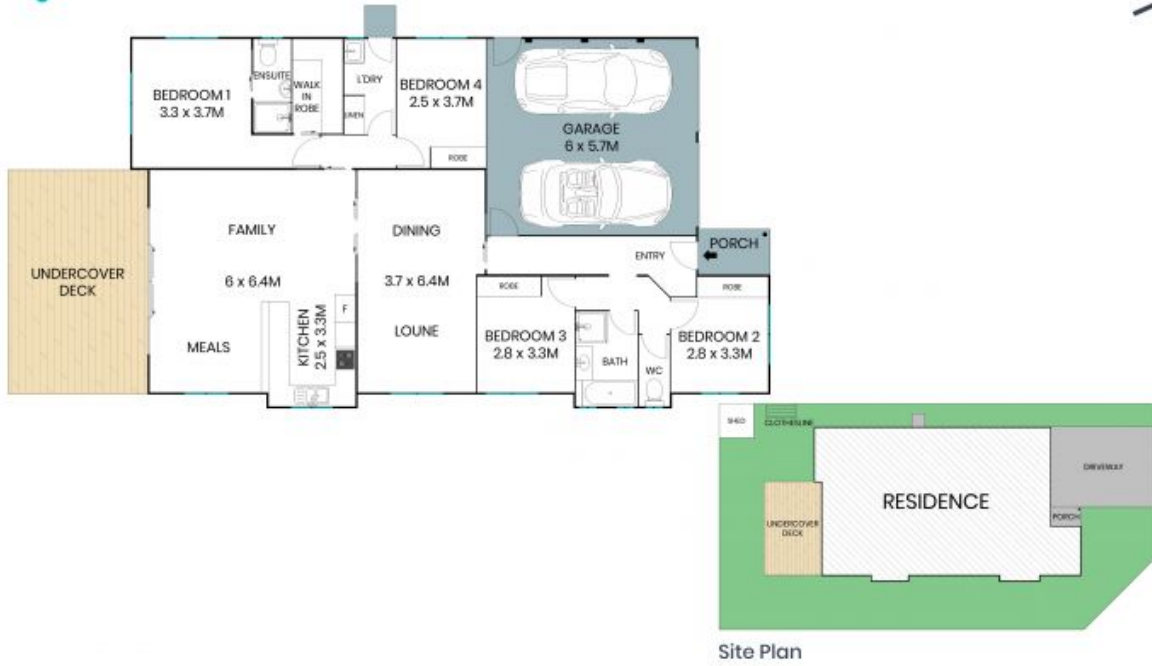 BEDROOM 1
3.3 x 3.7M
ENSUITE
WALK
IN
ROBE
L'DRY
LINEN
BEDROOM 4
2.5 x 3.7M
ROBE
GARAGE
6 x 5.7M
UNDERCOVER
DECK
FAMILY
6 x 6.4M
MEALS
KITCHEN
2.5 x 3.3M
F
DINING
3.7 x 6.4M
LOUNE
ENTRY
PORCH
ROBE
BEDROOM 3
2.8 x 3.3M
BATH
WC
ROBE
BEDROOM 2
2.8 x 3.3M
SHED
CLOTHESLINE
UNDERCOVER
DECK
RESIDENCE
DRIVEWAY
PORCH
Site Plan